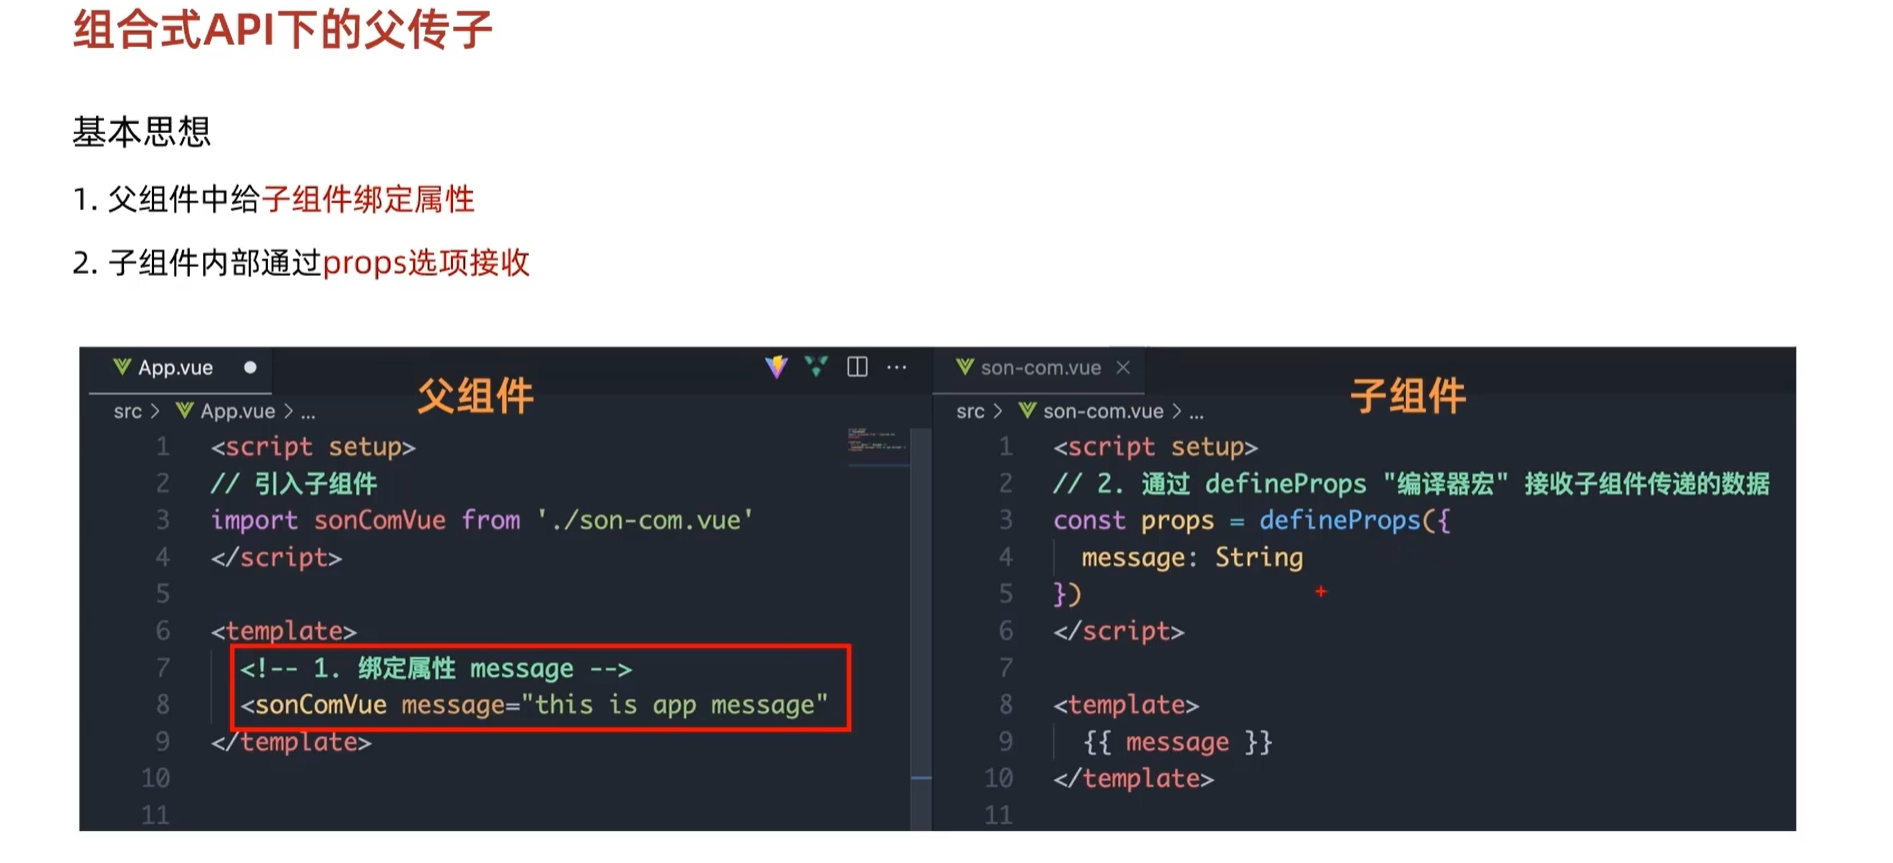 组合式API下的父传子
基本思想
1. 父组件中给子组件绑定属性
2. 子组件内部通过props选项接收
App.vue
父组件
src > App.vue > ...
1 <script setup>
2 // 引入子组件
3 import sonComVue from './son-com.vue'
4 </script>
5
6 <template>
7 <!-- 1. 绑定属性 message -->
8 <sonComVue message="this is app message"
9 </template>
10
11
son-com.vue
子组件
src > son-com.vue > ...
1 <script setup>
2 // 2. 通过 defineProps "编译器宏" 接收子组件传递的数据
3 const props = defineProps({
4 message: String
5 })
6 </script>
7
8 <template>
9 {{ message }}
10 </template>
11